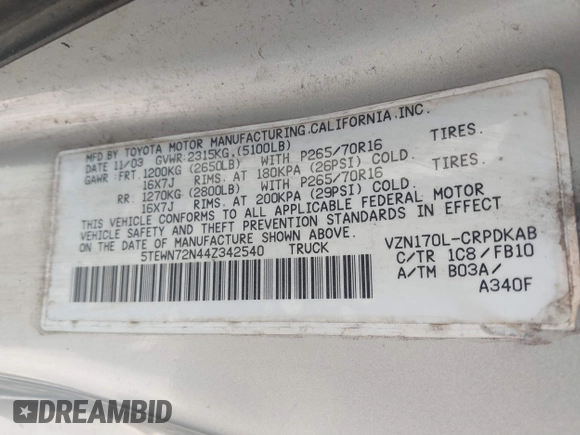 MFD.BY TOYOTA MOTOR MANUFACTURING.CALIFORNIA.INC.
DATE 11/03 GVWR:2315KG.(5100LB)
GAWR: FRT.1200KG (2650LB) WITH P265/70R16 TIRES.
16X7J RIMS. AT 180KPA (26PSI) COLD.
RR. 1270KG (2800LB) WITH P265/70R16 TIRES.
16X7J RIMS. AT 200KPA (29PSI) COLD.
THIS VEHICLE CONFORMS TO ALL APPLICABLE FEDERAL MOTOR
VEHICLE SAFETY AND THEFT PREVENTION STANDARDS IN EFFECT
ON THE DATE OF MANUFACTURE SHOWN ABOVE.
5TEWN72N44Z342540 TRUCK VZN170L-CRPDKAB
C/TR 1C8/FB10
A/TM B03A/
A340F
DREAMBID